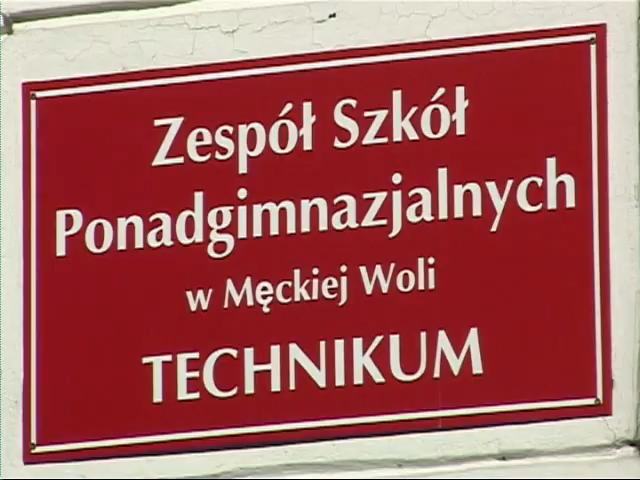 Zespół Szkół
Ponadgimnazjalnych
w Męckiej Woli
TECHNIKUM